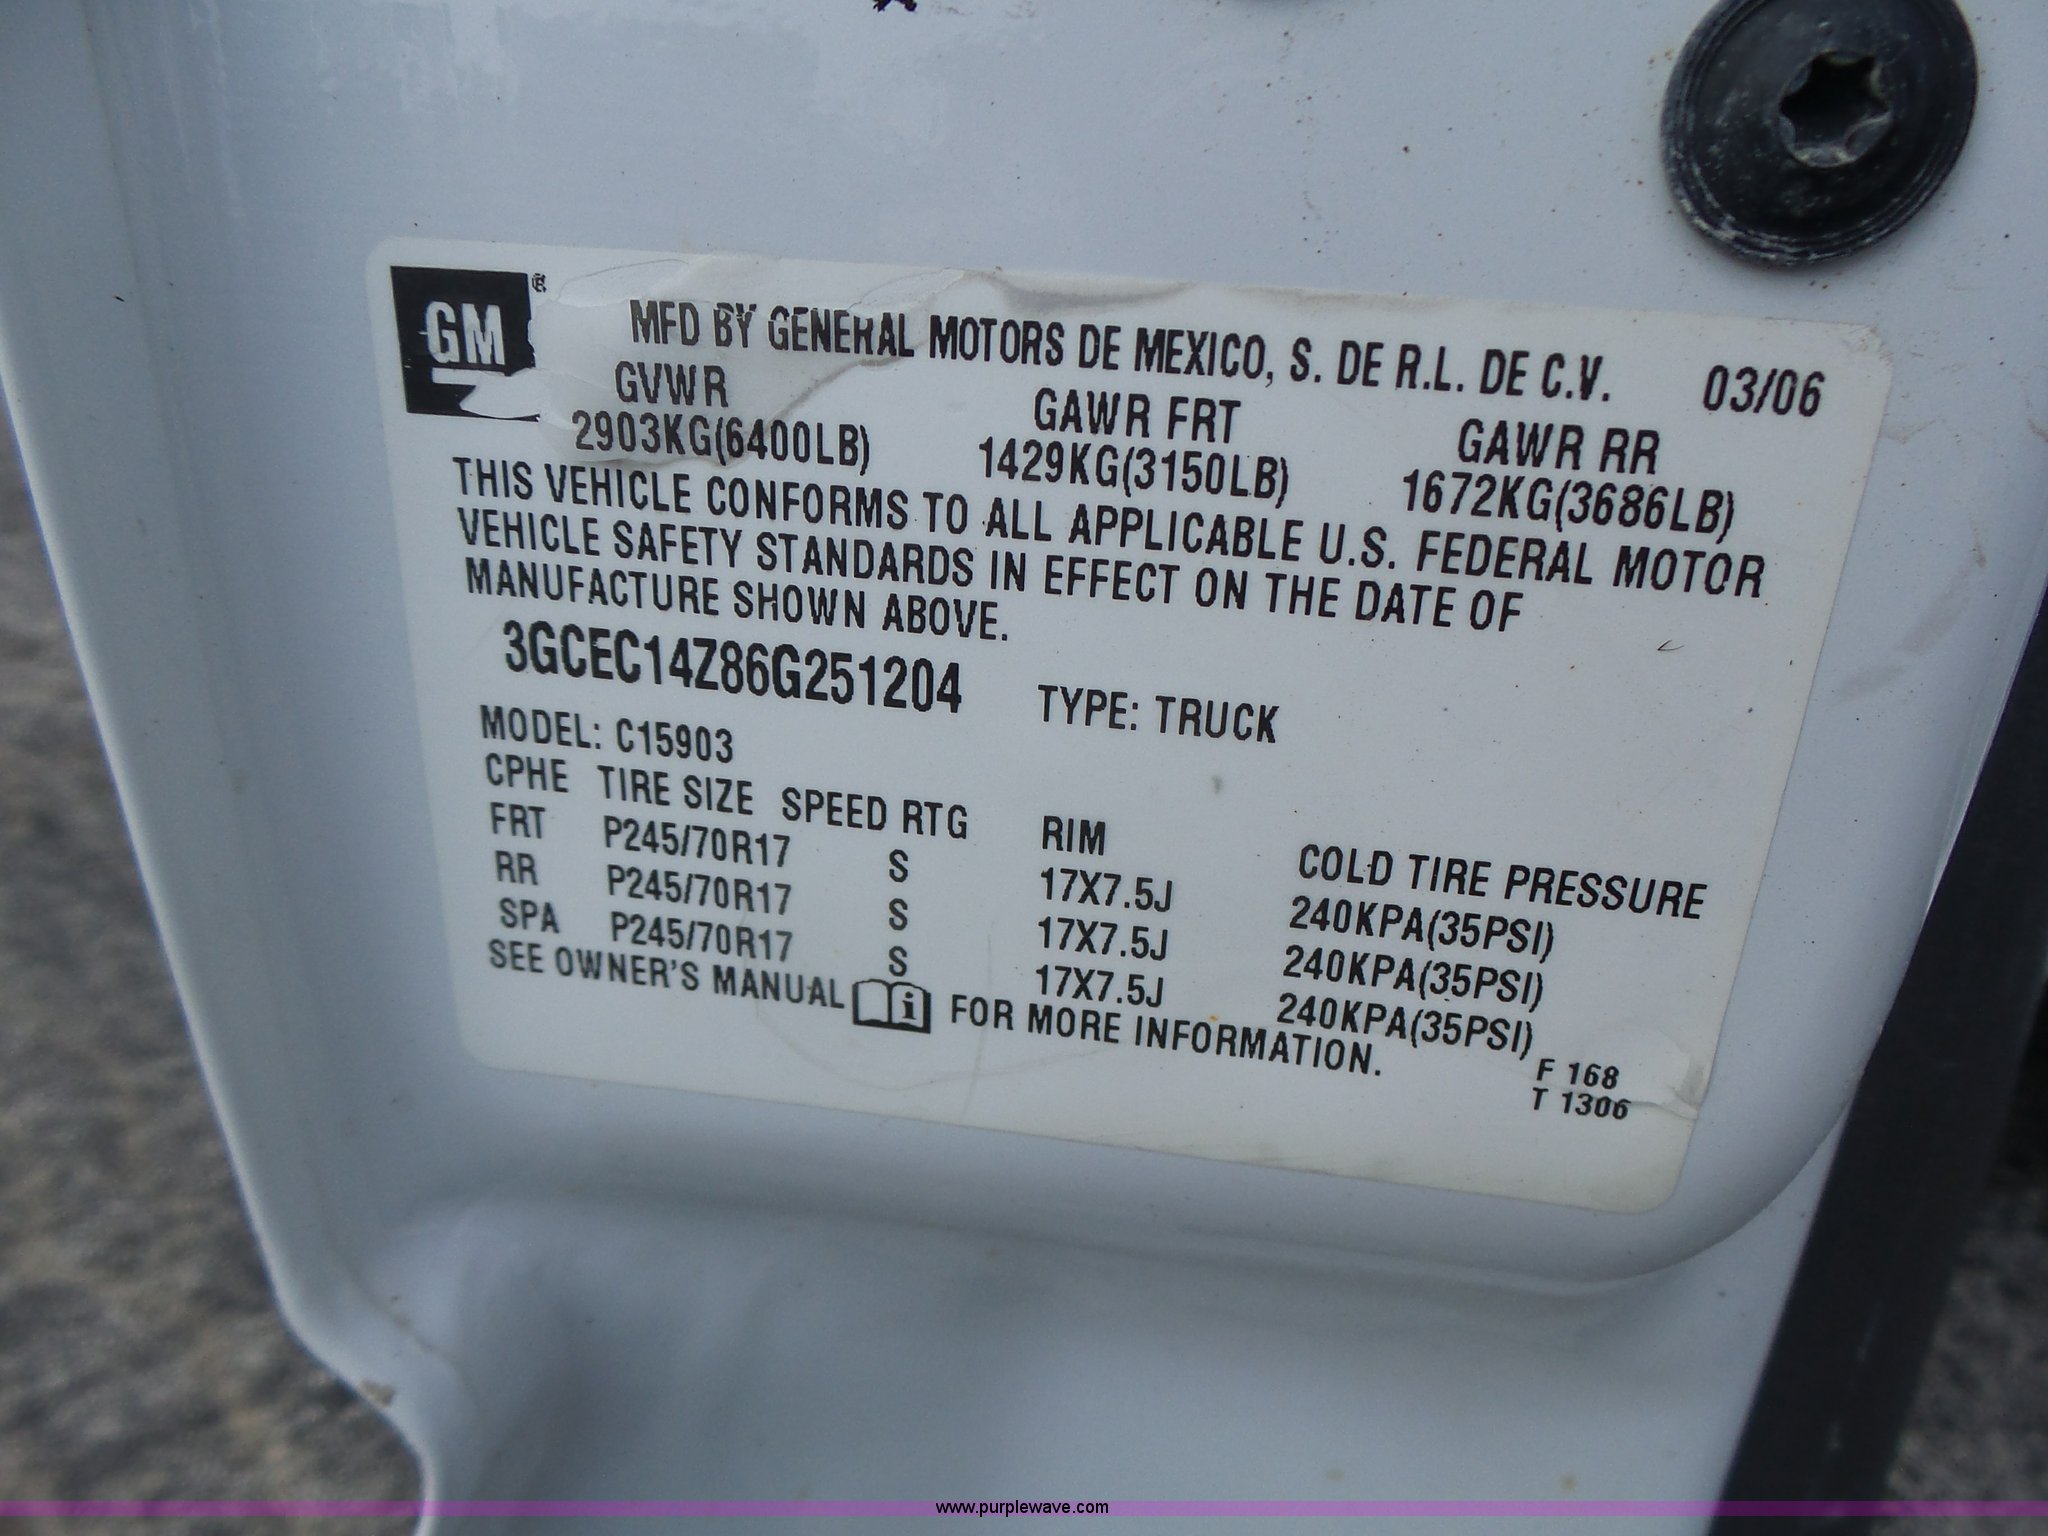 GM ®
MFD BY GENERAL MOTORS DE MEXICO, S. DE R.L. DE C.V. 03/06
GVWR GAWR FRT GAWR RR
2903KG(6400LB) 1429KG(3150LB) 1672KG(3686LB)
THIS VEHICLE CONFORMS TO ALL APPLICABLE U.S. FEDERAL MOTOR
VEHICLE SAFETY STANDARDS IN EFFECT ON THE DATE OF
MANUFACTURE SHOWN ABOVE.
3GCEC14Z86G251204 TYPE: TRUCK
MODEL: C15903
CPHE TIRE SIZE SPEED RTG RIM COLD TIRE PRESSURE
FRT P245/70R17 S 17X7.5J 240KPA(35PSI)
RR P245/70R17 S 17X7.5J 240KPA(35PSI)
SPA P245/70R17 S 17X7.5J 240KPA(35PSI)
SEE OWNER'S MANUAL i FOR MORE INFORMATION.
F 168
T 1306
www.purplewave.com